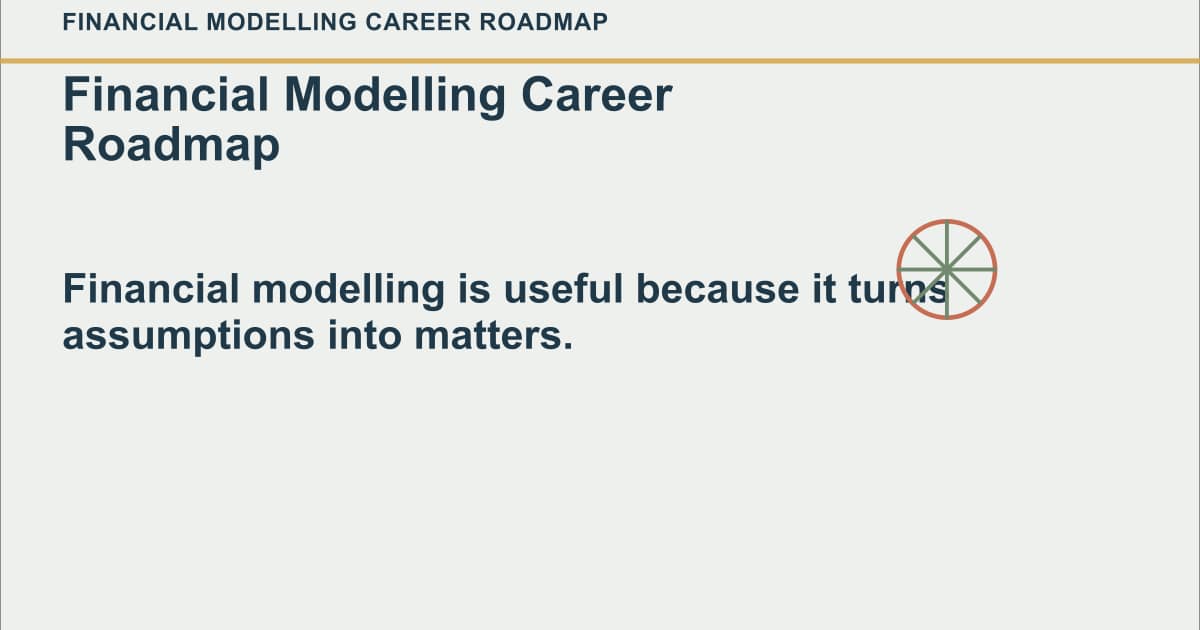 FINANCIAL MODELLING CAREER ROADMAP
Financial Modelling Career
Roadmap
Financial modelling is useful because it turns
assumptions into matters.